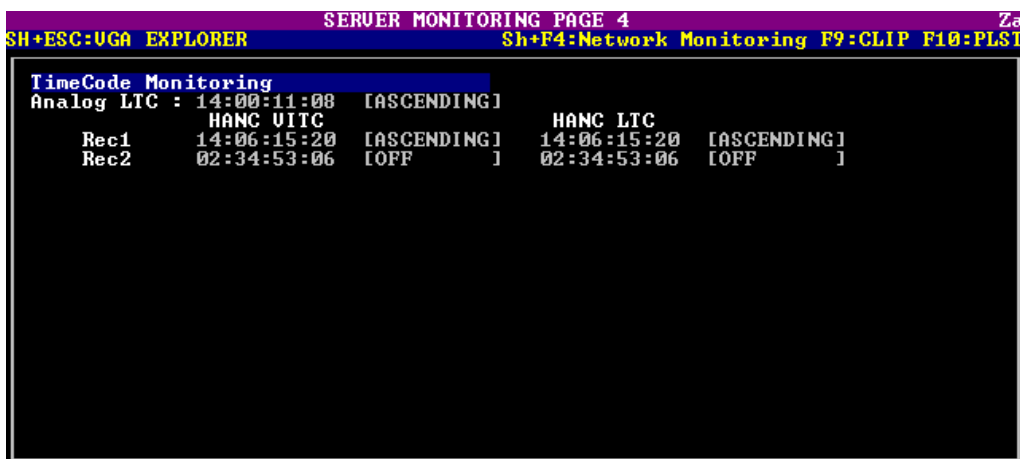 SERVER MONITORING PAGE 4 Za
SH+ESC:VGA EXPLORER Sh+F4:Network Monitoring F9:CLIP F10:PLST
TimeCode Monitoring
Analog LTC : 14:00:11:08 [ASCENDING]
HANC VITC HANC LTC
Rec1 14:06:15:20 [ASCENDING] 14:06:15:20 [ASCENDING]
Rec2 02:34:53:06 [OFF ] 02:34:53:06 [OFF ]